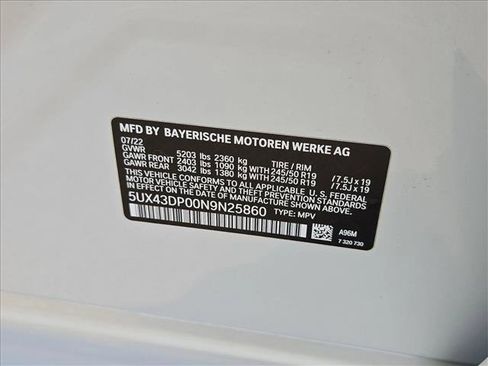 MFD BY BAYERISCHE MOTOREN WERKE AG
07/22
GVWR 5203 lbs 2360 kg TIRE / RIM
GAWR FRONT 2403 lbs 1090 kg WITH 245/50 R19 /7.5J x 19
GAWR REAR 3042 lbs 1380 kg WITH 245/50 R19 /7.5J x 19
THIS VEHICLE CONFORMS TO ALL APPLICABLE U. S. FEDERAL
MOTOR VEHICLE SAFETY, BUMPER, AND THEFT PREVENTION
STANDARDS IN EFFECT ON THE DATE OF MANUFACTURE SHOWN ABOVE.
5UX43DP00N9N25860 TYPE: MPV
A96M
7 320 730